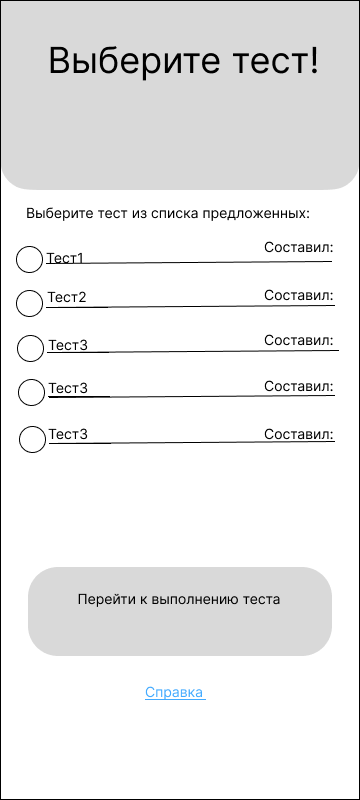 Выберите тест!
Выберите тест из списка предложенных:
Тест1 Составил:
Тест2 Составил:
Тест3 Составил:
Тест3 Составил:
Тест3 Составил:
Перейти к выполнению теста
Справка